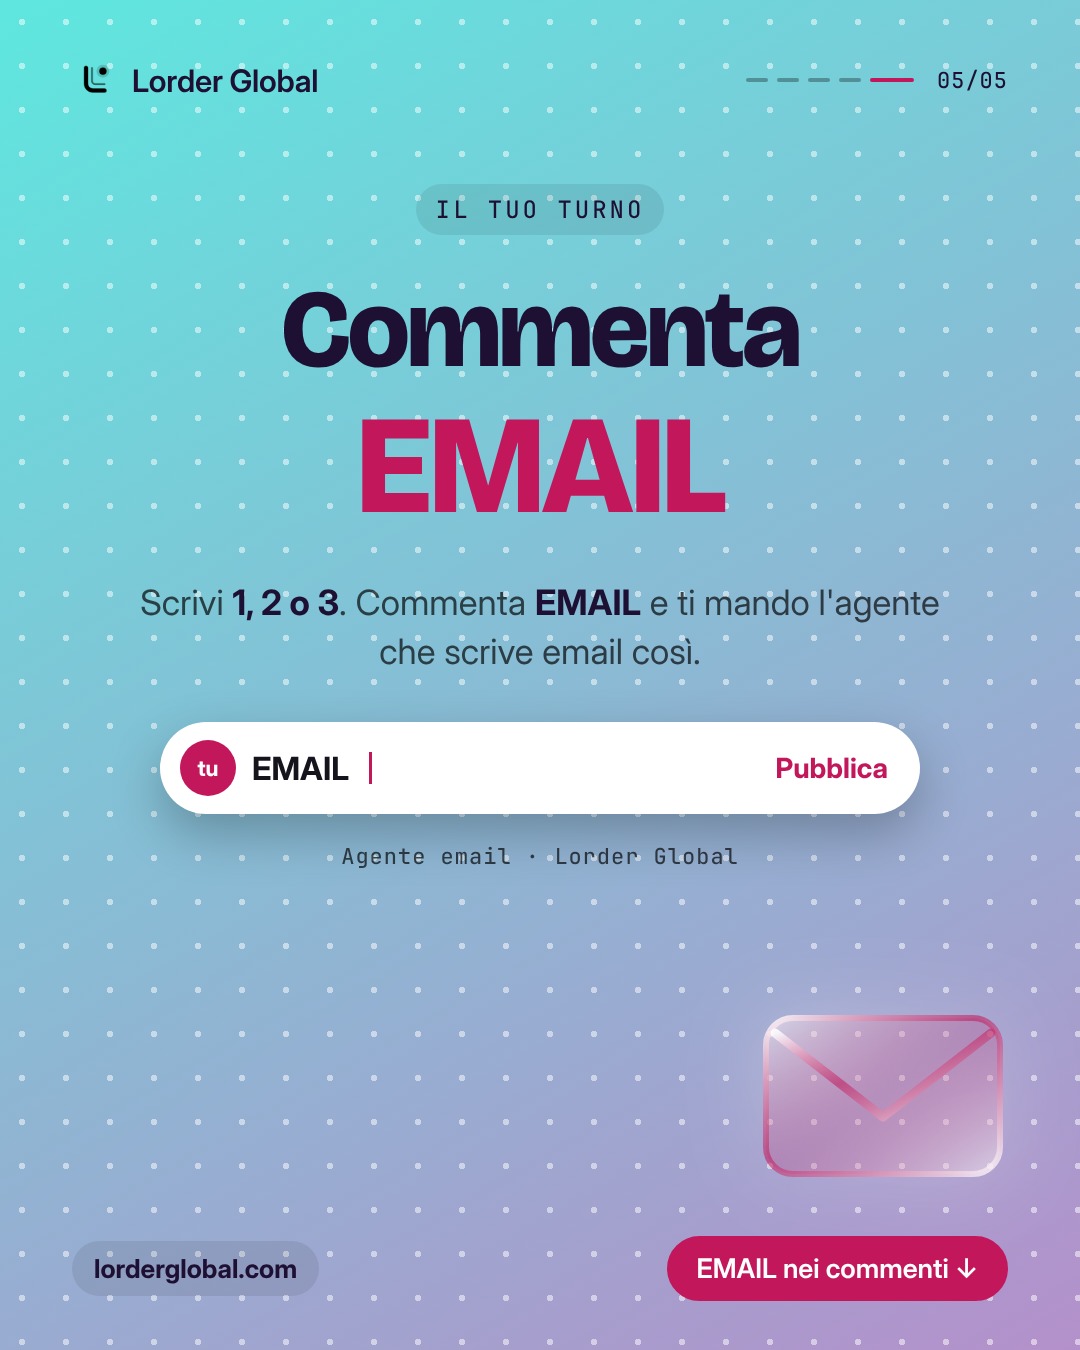 Lorder Global
05/05
IL TUO TURNO
Commenta
EMAIL
Scrivi 1, 2 o 3. Commenta EMAIL e ti mando l'agente
che scrive email così.
tu EMAIL Pubblica
Agente email · Lorder Global
lorderglobal.com
EMAIL nei commenti ↓